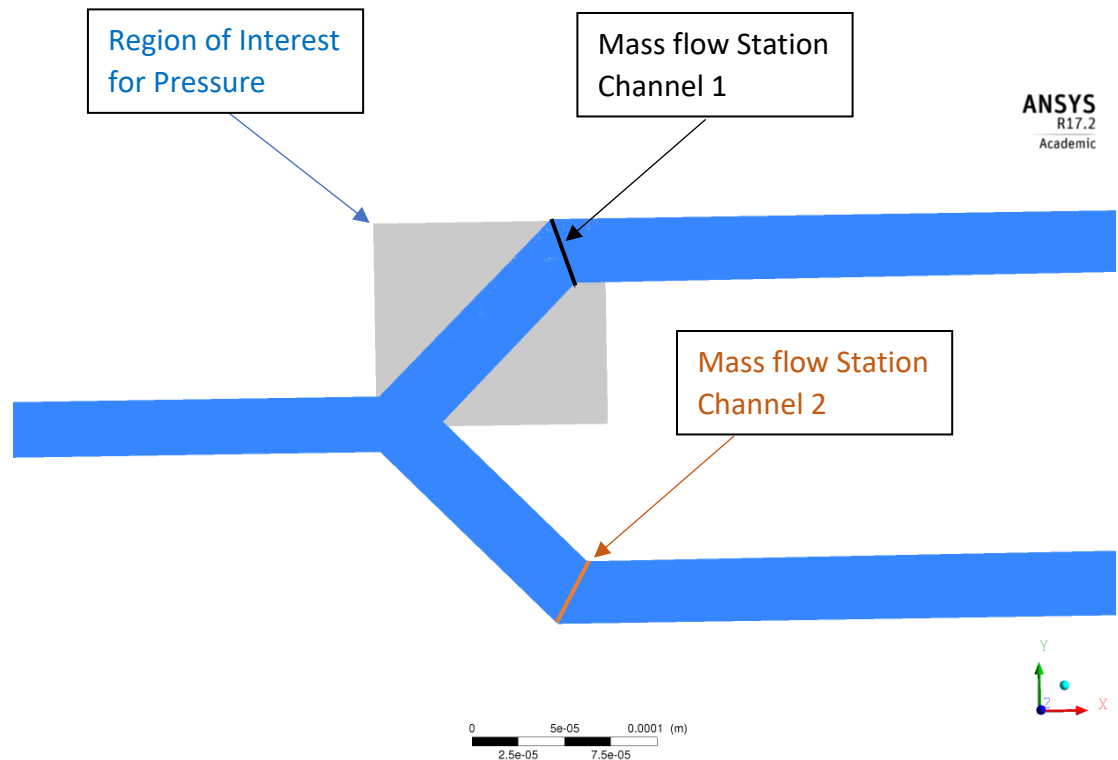 Region of Interest
for Pressure
Mass flow Station
Channel 1
ANSYS
R17.2
Academic
Mass flow Station
Channel 2
Y
Z
X
0 5e-05 0.0001 (m)
2.5e-05 7.5e-05